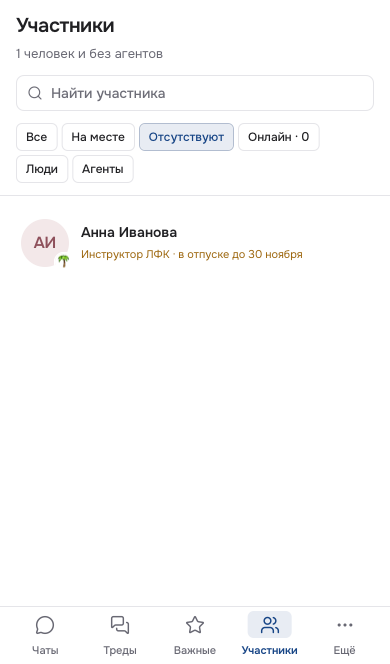 Участники
1 человек и без агентов
Найти участника
Все
На месте
Отсутствуют
Онлайн · 0
Люди
Агенты
АИ
Анна Иванова
Инструктор ЛФК · в отпуске до 30 ноября
Чаты
Треды
Важные
Участники
Ещё